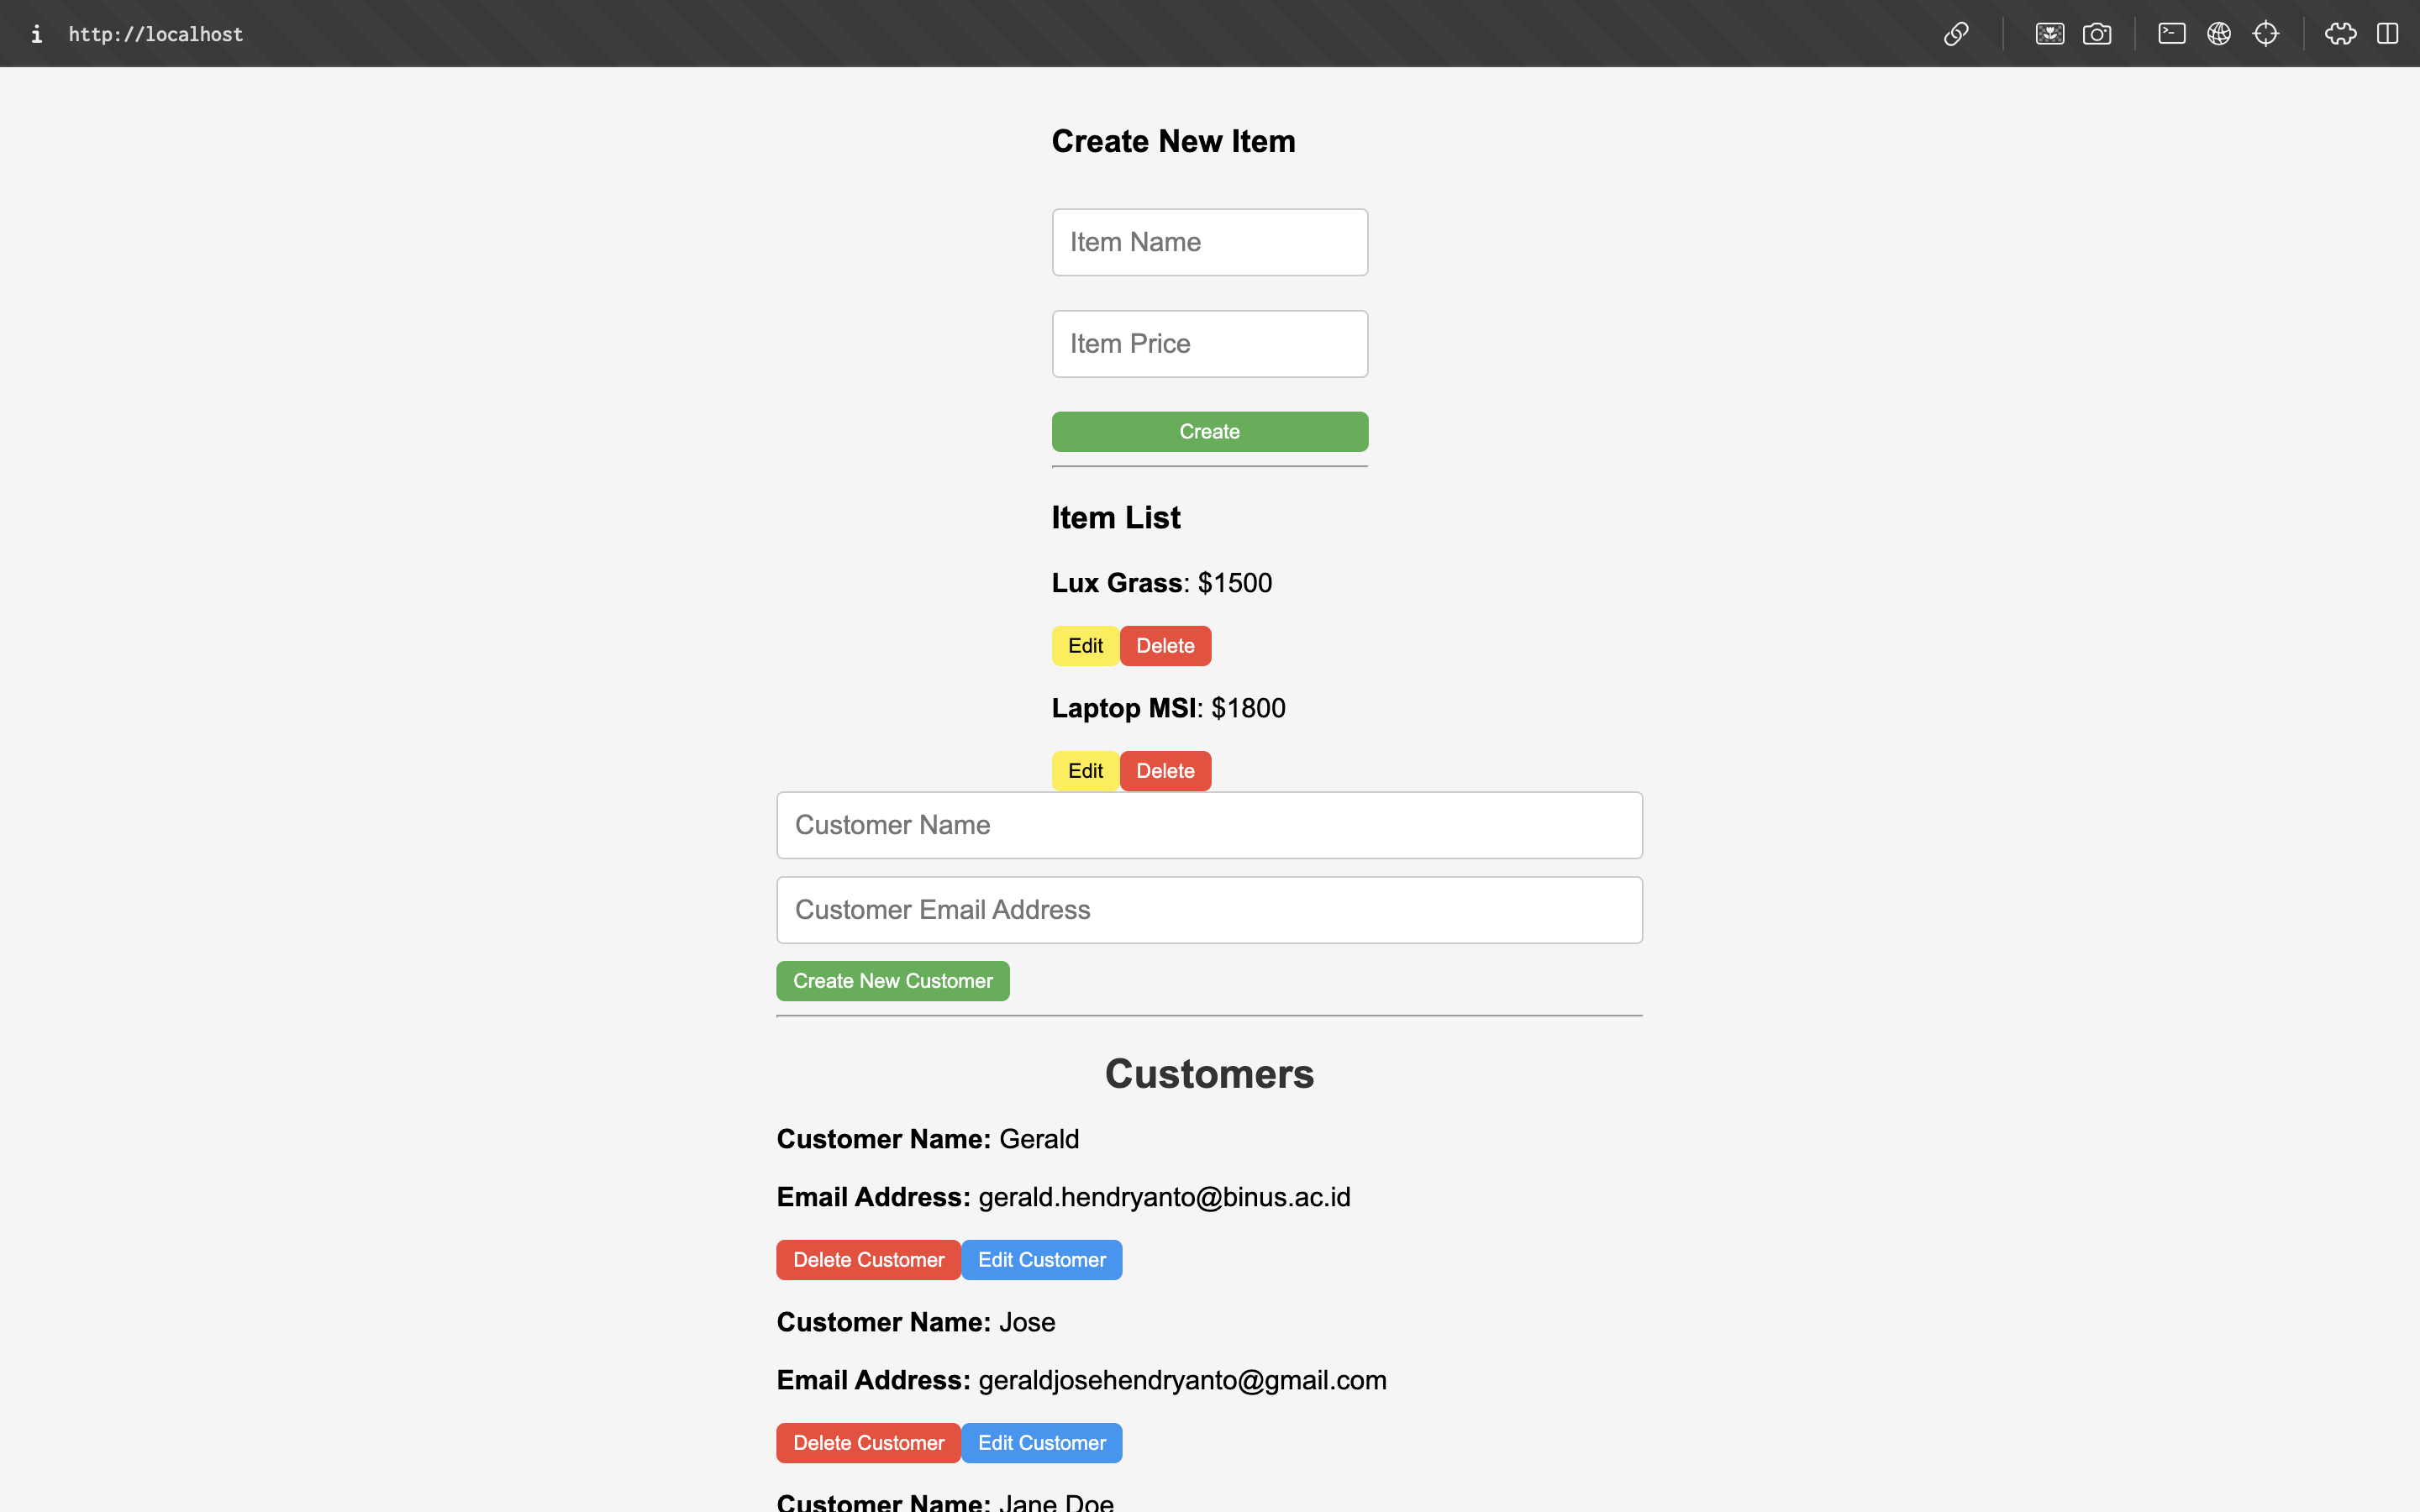 http://localhost
Create New Item
Item Name
Item Price
Create
Item List
Lux Grass: $1500
Edit Delete
Laptop MSI: $1800
Edit Delete
Customer Name
Customer Email Address
Create New Customer
Customers
Customer Name: Gerald
Email Address: gerald.hendryanto@binus.ac.id
Delete Customer Edit Customer
Customer Name: Jose
Email Address: geraldjosehendryanto@gmail.com
Delete Customer Edit Customer
Customer Name: Jane Doe